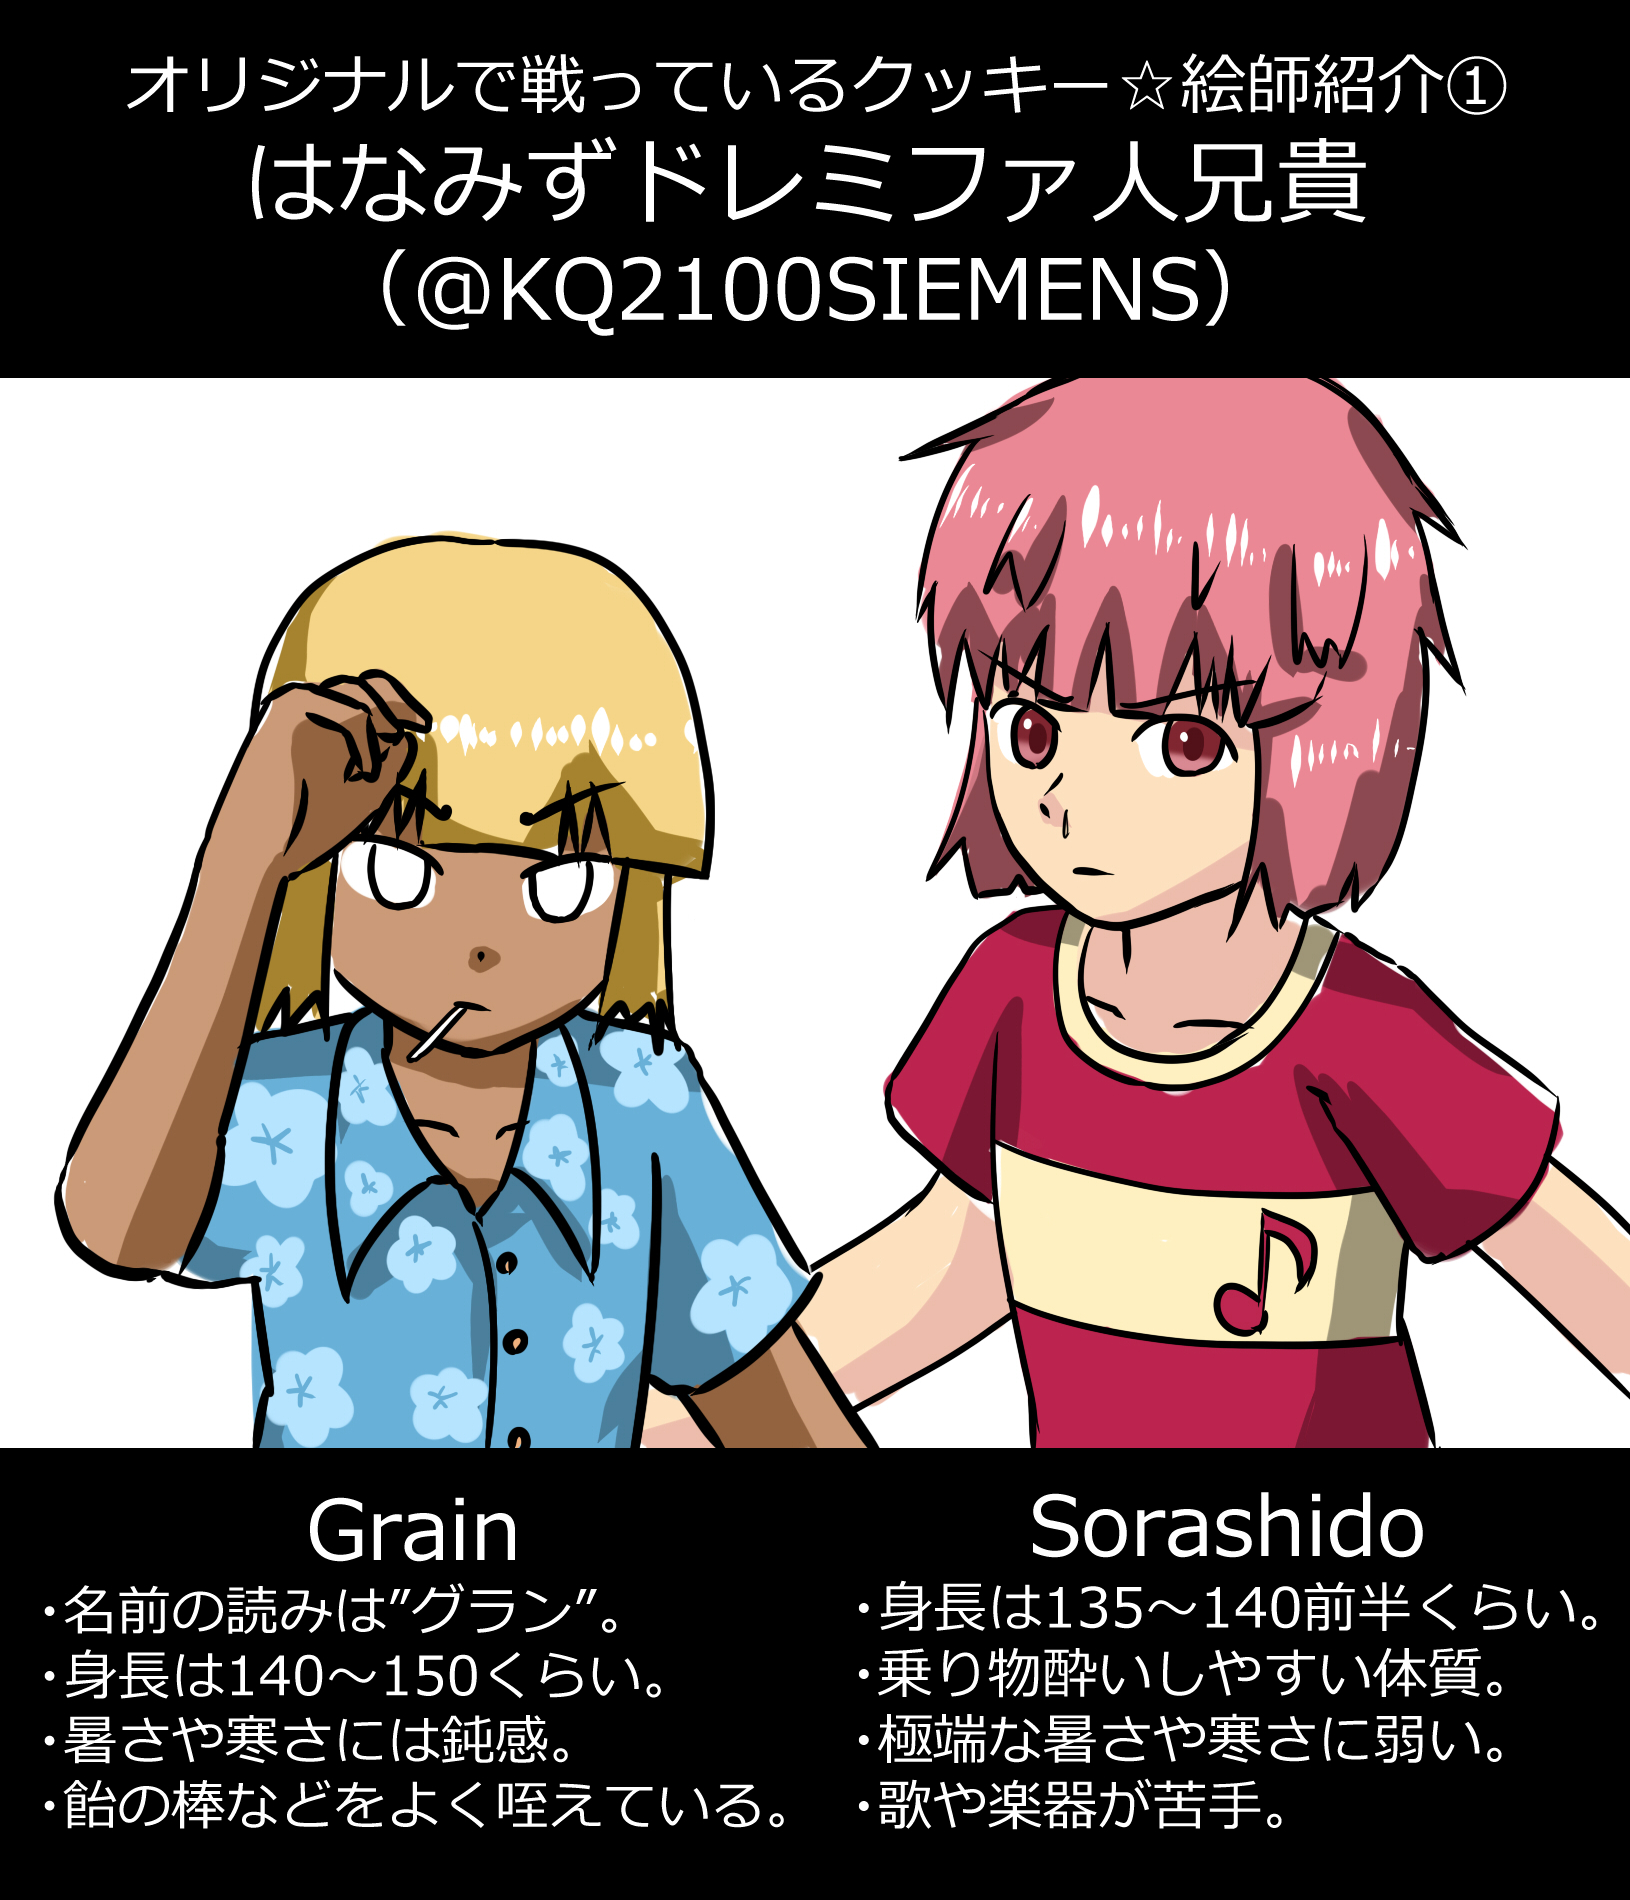 オリジナルで戦っているクッキー☆絵師紹介①
はなみずドレミファ人兄貴
（@KQ2100SIEMENS）
Grain
・名前の読みは”グラン”。
・身長は140～150くらい。
・暑さや寒さには鈍感。
・飴の棒などをよく咥えている。
Sorashido
・身長は135～140前半くらい。
・乗り物酔いしやすい体質。
・極端な暑さや寒さに弱い。
・歌や楽器が苦手。